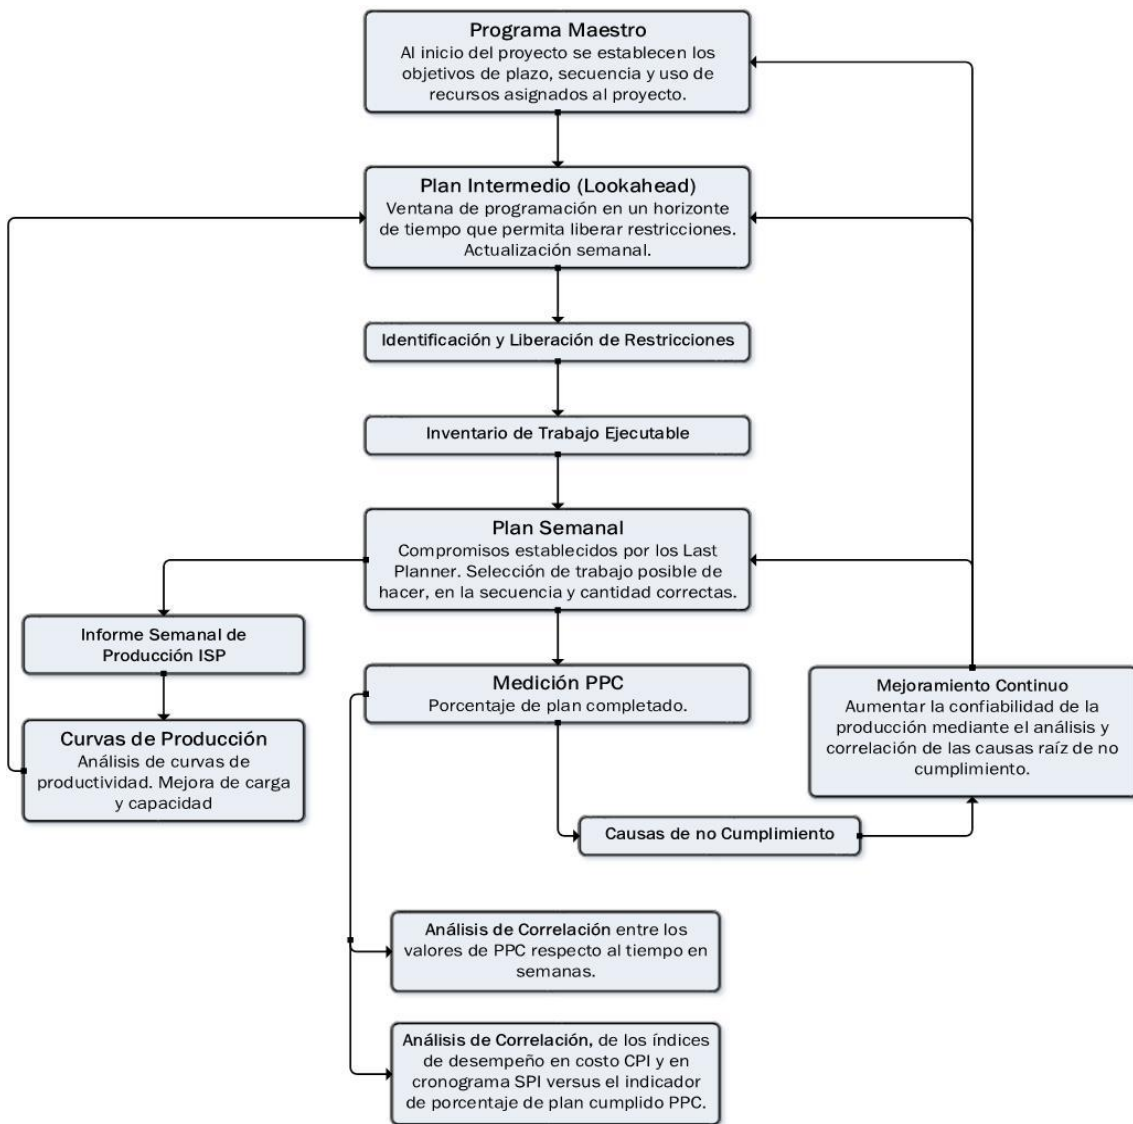 Programa Maestro
Al inicio del proyecto se establecen los
objetivos de plazo, secuencia y uso de
recursos asignados al proyecto.
Plan Intermedio (Lookahead)
Ventana de programación en un horizonte
de tiempo que permita liberar restricciones.
Actualización semanal.
Identificación y Liberación de Restricciones
Inventario de Trabajo Ejecutable
Plan Semanal
Compromisos establecidos por los Last
Planner. Selección de trabajo posible de
hacer, en la secuencia y cantidad correctas.
Informe Semanal de
Producción ISP
Curvas de Producción
Análisis de curvas de
productividad. Mejora de carga
y capacidad
Medición PPC
Porcentaje de plan completado.
Mejoramiento Continuo
Aumentar la confiabilidad de la
producción mediante el análisis y
correlación de las causas raíz de no
cumplimiento.
Causas de no Cumplimiento
Análisis de Correlación entre los
valores de PPC respecto al tiempo en
semanas.
Análisis de Correlación, de los índices
de desempeño en costo CPI y en
cronograma SPI versus el indicador
de porcentaje de plan cumplido PPC.